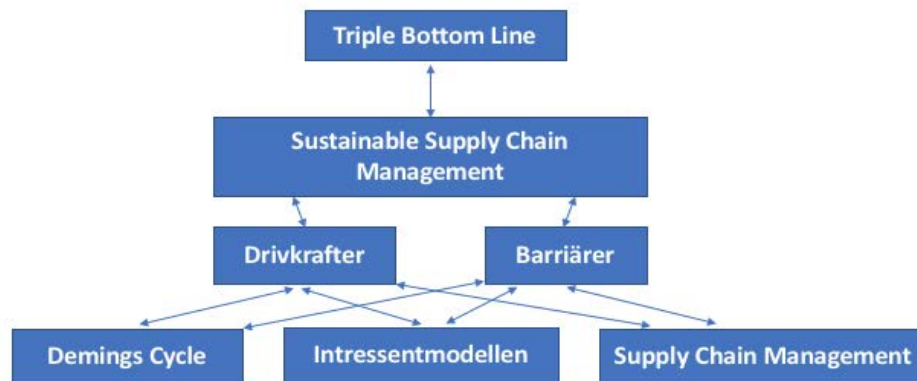 Triple Bottom Line
Sustainable Supply Chain
Management
Drivkrafter
Barriärer
Demings Cycle
Intressentmodellen
Supply Chain Management